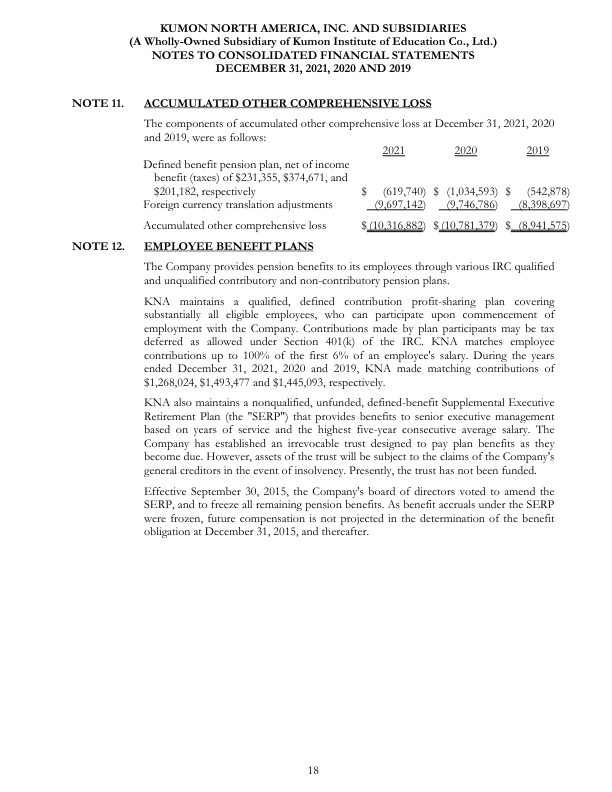 KUMON NORTH AMERICA, INC. AND SUBSIDIARIES
(A Wholly-Owned Subsidiary of Kumon Institute of Education Co., Ltd.)
NOTES TO CONSOLIDATED FINANCIAL STATEMENTS
DECEMBER 31, 2021, 2020 AND 2019
NOTE 11. ACCUMULATED OTHER COMPREHENSIVE LOSS
The components of accumulated other comprehensive loss at December 31, 2021, 2020
and 2019, were as follows:
2021 2020 2019
Defined benefit pension plan, net of income
benefit (taxes) of $231,355, $374,671, and
$201,182, respectively $ (619,740) $ (1,034,593) $ (542,878)
Foreign currency translation adjustments (9,697,142) (9,746,786) (8,398,697)
Accumulated other comprehensive loss $ (10,316,882) $ (10,781,379) $ (8,941,575)
NOTE 12. EMPLOYEE BENEFIT PLANS
The Company provides pension benefits to its employees through various IRC qualified
and unqualified contributory and non-contributory pension plans.
KNA maintains a qualified, defined contribution profit-sharing plan covering
substantially all eligible employees, who can participate upon commencement of
employment with the Company. Contributions made by plan participants may be tax
deferred as allowed under Section 401(k) of the IRC. KNA matches employee
contributions up to 100% of the first 6% of an employee's salary. During the years
ended December 31, 2021, 2020 and 2019, KNA made matching contributions of
$1,268,024, $1,493,477 and $1,445,093, respectively.
KNA also maintains a nonqualified, unfunded, defined-benefit Supplemental Executive
Retirement Plan (the "SERP") that provides benefits to senior executive management
based on years of service and the highest five-year consecutive average salary. The
Company has established an irrevocable trust designed to pay plan benefits as they
become due. However, assets of the trust will be subject to the claims of the Company's
general creditors in the event of insolvency. Presently, the trust has not been funded.
Effective September 30, 2015, the Company's board of directors voted to amend the
SERP, and to freeze all remaining pension benefits. As benefit accruals under the SERP
were frozen, future compensation is not projected in the determination of the benefit
obligation at December 31, 2015, and thereafter.
18